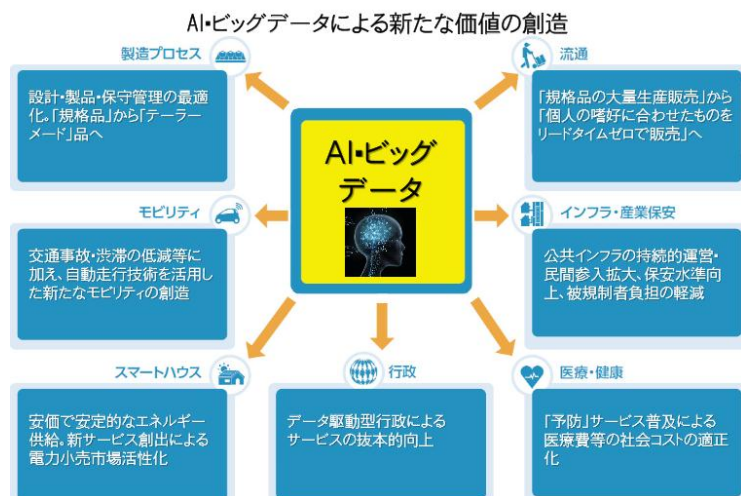 AI・ビッグデータによる新たな価値の創造
製造プロセス
設計・製品・保守管理の最適
化。「規格品」から「テーラー
メード」品へ
流通
「規格品の大量生産販売」から
「個人の嗜好に合わせたものを
リードタイムゼロで販売」へ
AI・ビッグ
データ
モビリティ
交通事故・渋滞の低減等に
加え、自動走行技術を活用し
た新たなモビリティの創造
インフラ・産業保安
公共インフラの持続的運営・
民間参入拡大、保安水準向
上、被規制者負担の軽減
スマートハウス
安価で安定的なエネルギー
供給。新サービス創出による
電力小売市場活性化
行政
データ駆動型行政による
サービスの抜本的向上
医療・健康
「予防」サービス普及による
医療費等の社会コストの適正
化